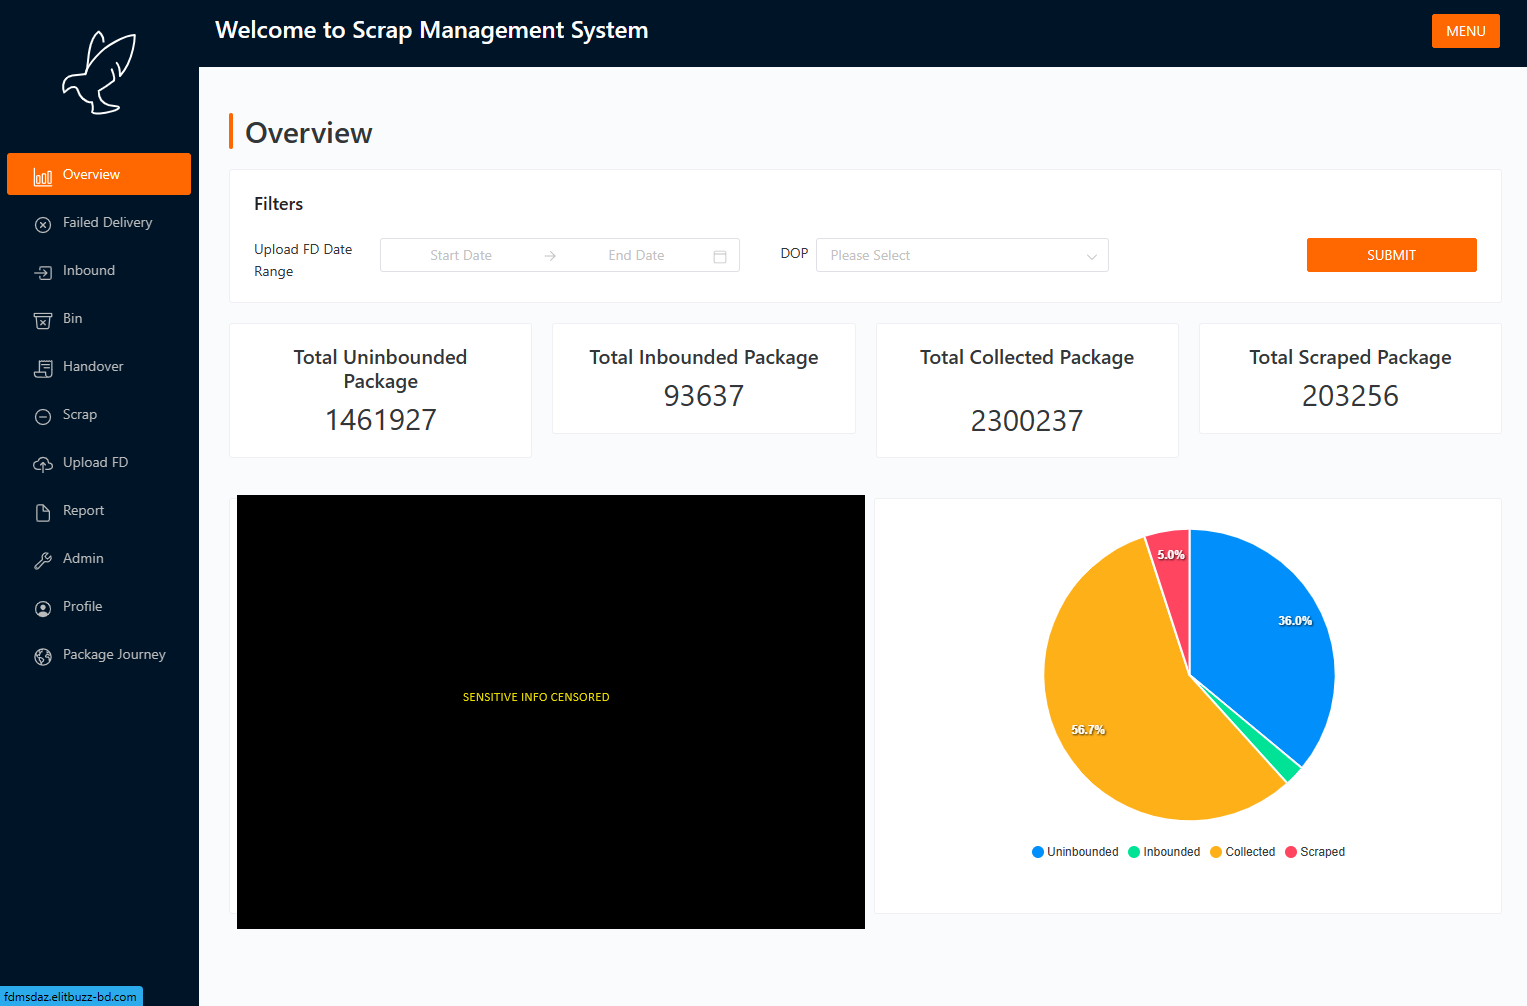 Welcome to Scrap Management System
MENU
Overview
Failed Delivery
Inbound
Bin
Handover
Scrap
Upload FD
Report
Admin
Profile
Package Journey
Overview
Filters
Upload FD Date
Range
Start Date
End Date
DOP
Please Select
SUBMIT
Total Uninbounded
Package
1461927
Total Inbounded Package
93637
Total Collected Package
2300237
Total Scraped Package
203256
SENSITIVE INFO CENSORED
5.0%
36.0%
56.7%
Uninbounded
Inbounded
Collected
Scraped
fdmsdaz.elitbuzz-bd.com